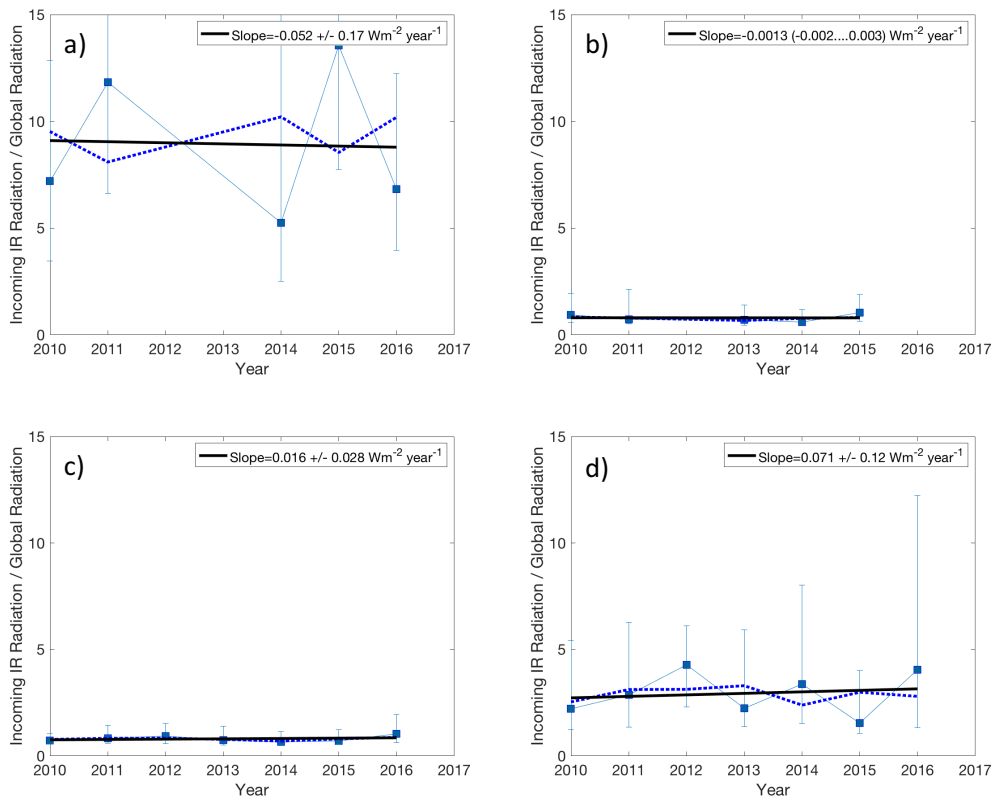 a)
Slope=-0.052 +/- 0.17 Wm⁻² year⁻¹
Incoming IR Radiation / Global Radiation
15
10
5
0
2010 2011 2012 2013 2014 2015 2016 2017
Year
b)
Slope=-0.0013 (-0.002....0.003) Wm⁻² year⁻¹
Incoming IR Radiation / Global Radiation
15
10
5
0
2010 2011 2012 2013 2014 2015 2016 2017
Year
c)
Slope=0.016 +/- 0.028 Wm⁻² year⁻¹
Incoming IR Radiation / Global Radiation
15
10
5
0
2010 2011 2012 2013 2014 2015 2016 2017
Year
d)
Slope=0.071 +/- 0.12 Wm⁻² year⁻¹
Incoming IR Radiation / Global Radiation
15
10
5
0
2010 2011 2012 2013 2014 2015 2016 2017
Year